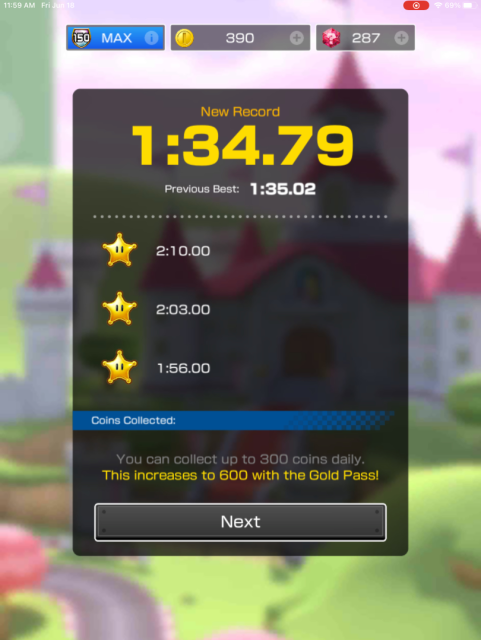 11:59 AM Fri Jun 18
69%
150 MAX i 390 287
New Record
1:34.79
Previous Best: 1:35.02
2:10.00
2:03.00
1:56.00
Coins Collected:
You can collect up to 300 coins daily.
This increases to 600 with the Gold Pass!
Next